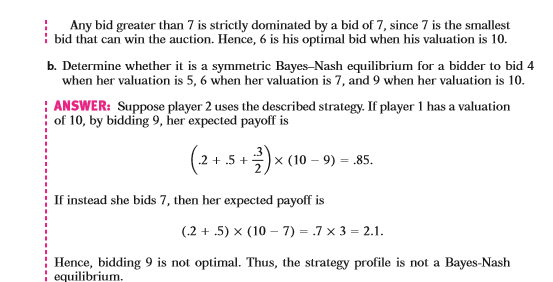 Any bid greater than 7 is strictly dominated by a bid of 7, since 7 is the smallest
bid that can win the auction. Hence, 6 is his optimal bid when his valuation is 10.
b. Determine whether it is a symmetric Bayes–Nash equilibrium for a bidder to bid 4
when her valuation is 5, 6 when her valuation is 7, and 9 when her valuation is 10.
ANSWER: Suppose player 2 uses the described strategy. If player 1 has a valuation
of 10, by bidding 9, her expected payoff is
(.2 + .5 + .3/2) × (10 – 9) = .85.
If instead she bids 7, then her expected payoff is
(.2 + .5) × (10 – 7) = .7 × 3 = 2.1.
Hence, bidding 9 is not optimal. Thus, the strategy profile is not a Bayes-Nash
equilibrium.